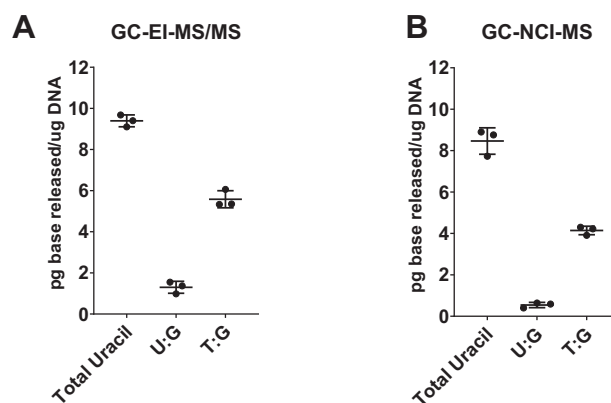 A
GC-EI-MS/MS
pg base released/ug DNA
12
10
8
6
4
2
0
Total Uracil
U:G
T:G
B
GC-NCI-MS
pg base released/ug DNA
12
10
8
6
4
2
0
Total Uracil
U:G
T:G